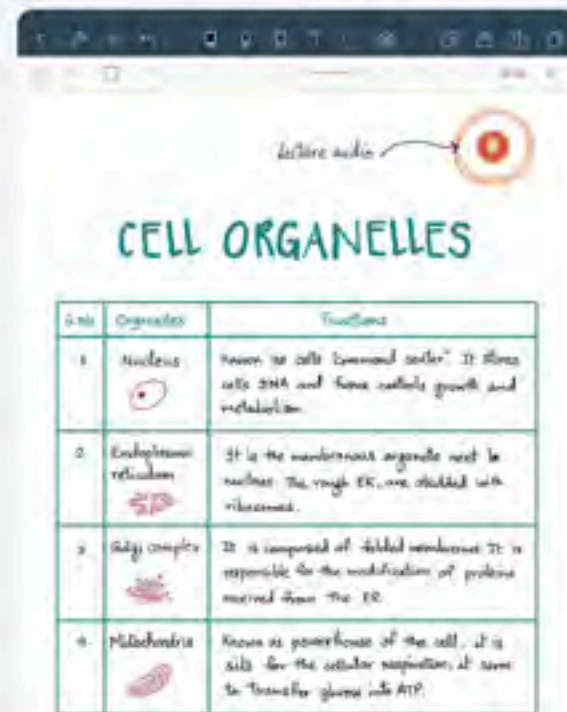 Lecture audio
CELL ORGANELLES
S.no Organelles Functions
1 Nucleus
Known as cells "command center". It stores
cells DNA and hence controls growth and
metabolism.
2 Endoplasmic
reticulum
It is the membranous organelle next to
nucleus. The rough ER, are studded with
ribosomes.
3 Golgi complex
It is composed of folded membranes. It is
responsible for the modification of proteins
received from the ER.
4 Mitochondria
Known as powerhouse of the cell, it is
site for the cellular respiration, it
to transfer glucose into ATP.